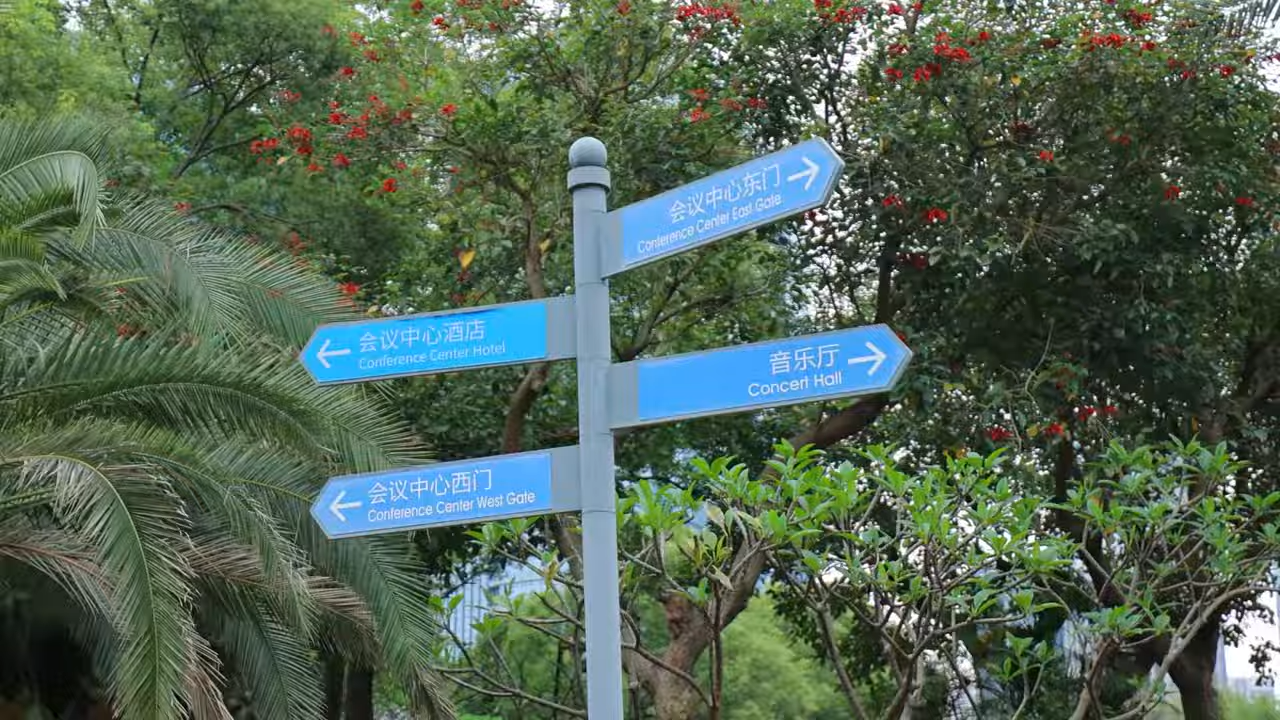 会议中心东门
Conference Center East Gate
会议中心酒店
Conference Center Hotel
音乐厅
Concert Hall
会议中心西门
Conference Center West Gate